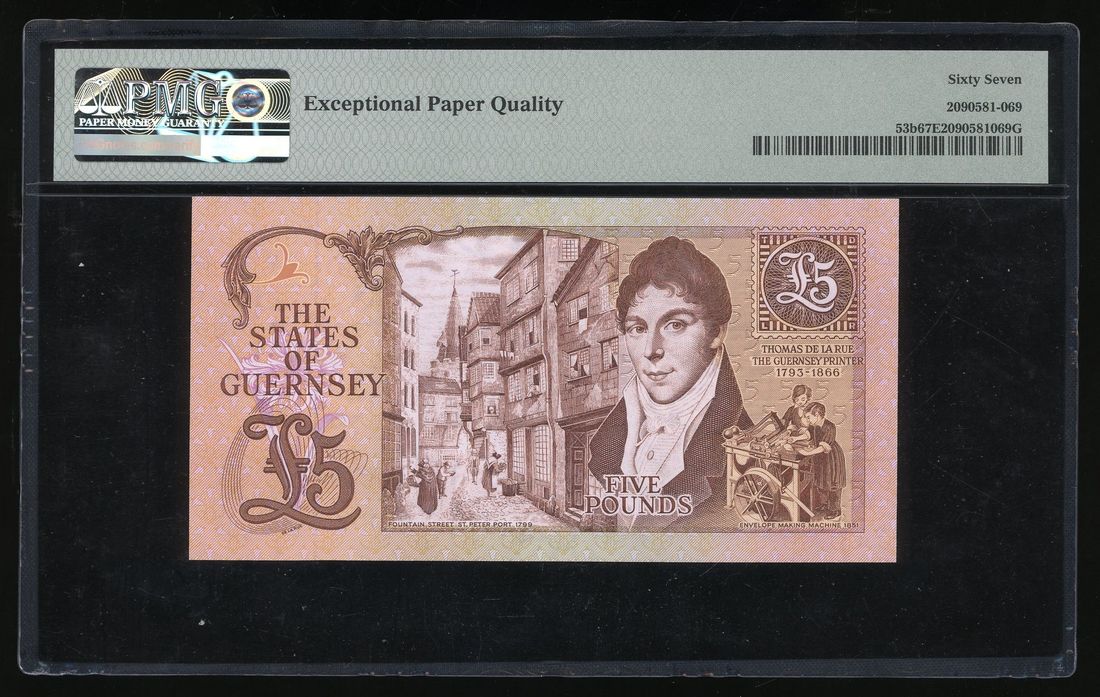 PMG
PAPER MONEY GUARANTY
Exceptional Paper Quality
Sixty Seven
2090581-069
53b67E2090581069G
THE
STATES
OF
GUERNSEY
£5
£5
THOMAS DE LA RUE
THE GUERNSEY PRINTER
1793-1866
FIVE
POUNDS
FOUNTAIN STREET ST. PETER PORT 1799
ENVELOPE MAKING MACHINE 1851